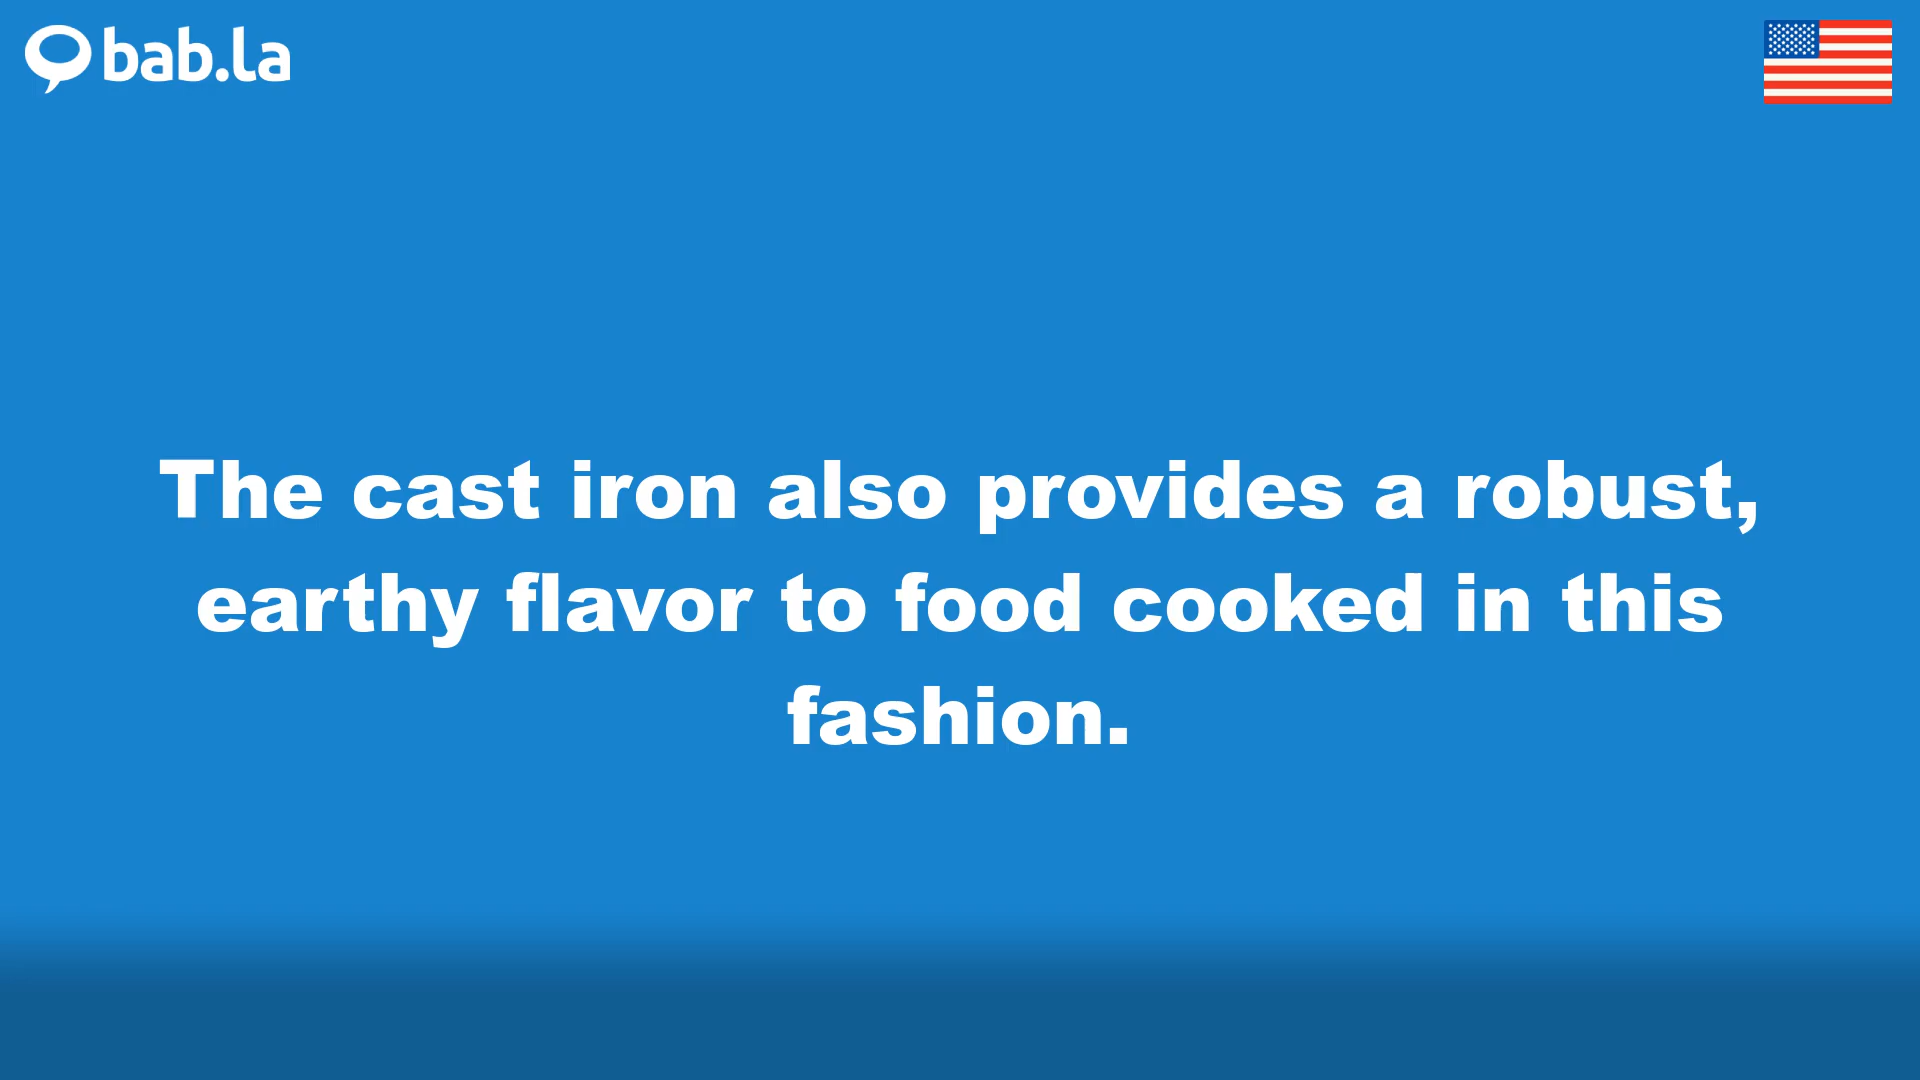 bab.la
The cast iron also provides a robust,
earthy flavor to food cooked in this
fashion.